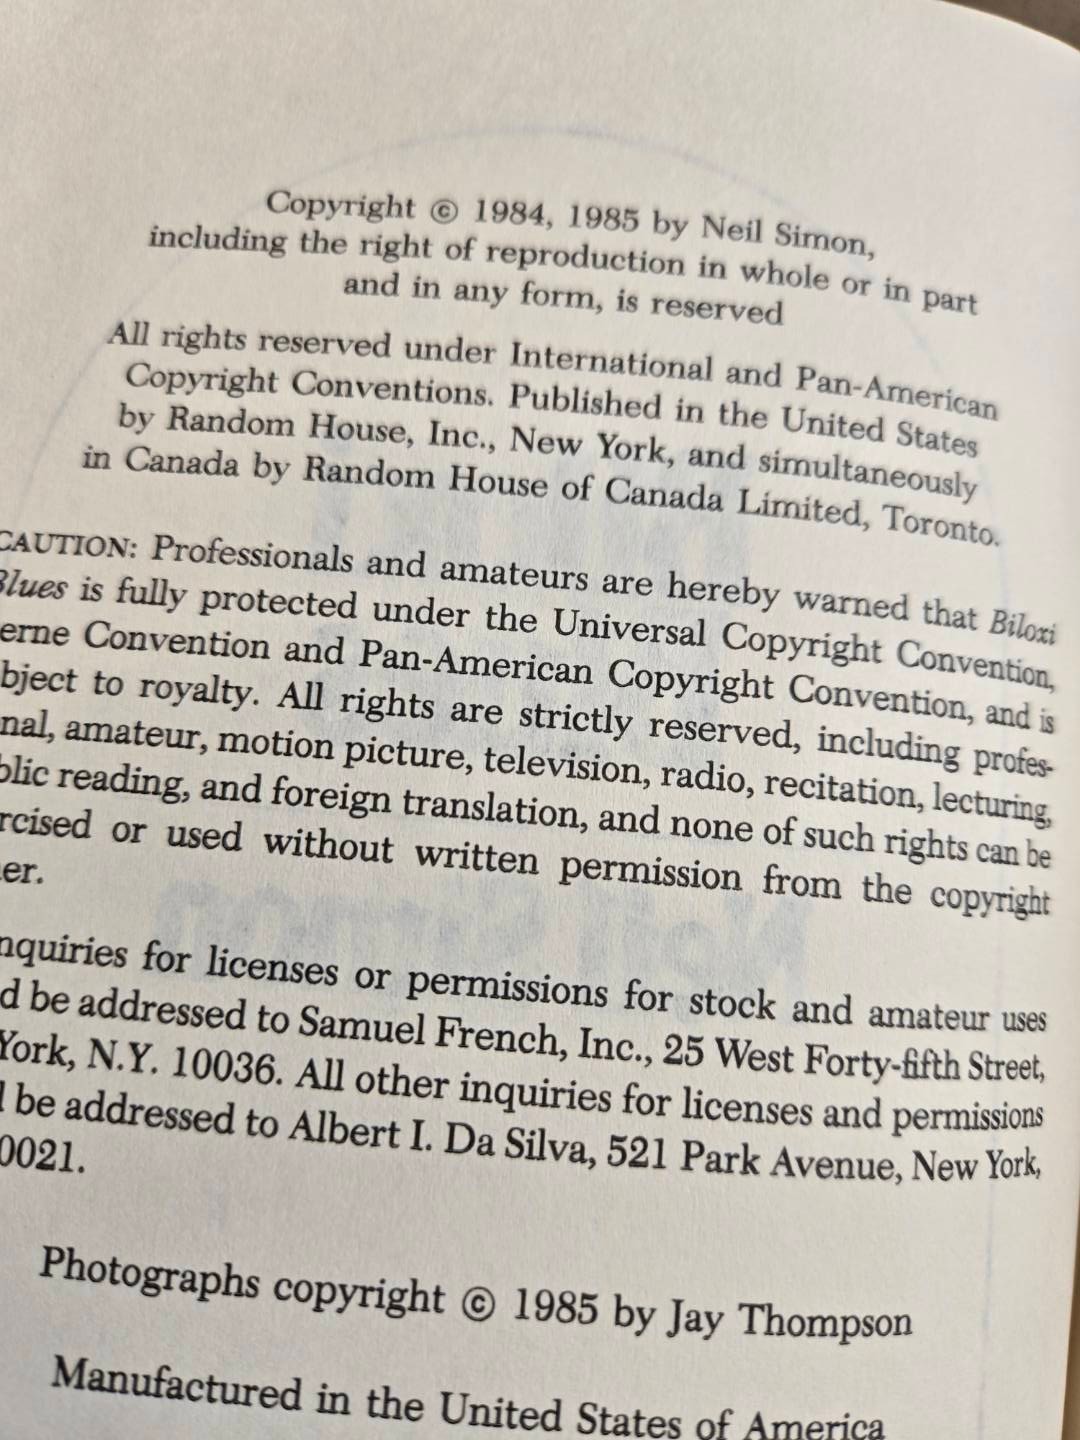 Copyright © 1984, 1985 by Neil Simon,
including the right of reproduction in whole or in part
and in any form, is reserved
All rights reserved under International and Pan-American
Copyright Conventions. Published in the United States
by Random House, Inc., New York, and simultaneously
in Canada by Random House of Canada Limited, Toronto.
CAUTION: Professionals and amateurs are hereby warned that Biloxi
Blues is fully protected under the Universal Copyright Convention,
erne Convention and Pan-American Copyright Convention, and is
bject to royalty. All rights are strictly reserved, including profes-
nal, amateur, motion picture, television, radio, recitation, lecturing,
blic reading, and foreign translation, and none of such rights can be
rcised or used without written permission from the copyright
er.
nquiries for licenses or permissions for stock and amateur uses
d be addressed to Samuel French, Inc., 25 West Forty-fifth Street,
York, N.Y. 10036. All other inquiries for licenses and permissions
l be addressed to Albert I. Da Silva, 521 Park Avenue, New York,
0021.
Photographs copyright © 1985 by Jay Thompson
Manufactured in the United States of America